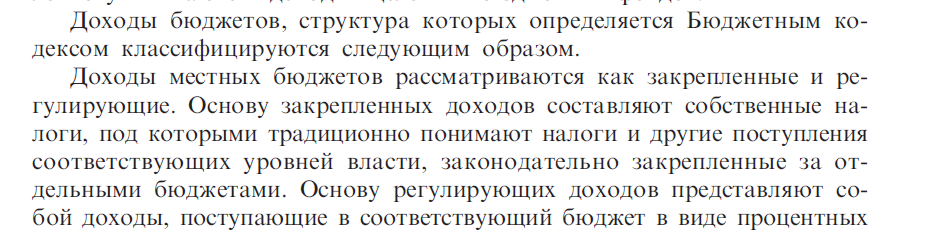 Доходы бюджетов, структура которых определяется Бюджетным ко-
дексом классифицируются следующим образом.
Доходы местных бюджетов рассматриваются как закрепленные и ре-
гулирующие. Основу закрепленных доходов составляют собственные на-
логи, под которыми традиционно понимают налоги и другие поступления
соответствующих уровней власти, законодательно закрепленные за от-
дельными бюджетами. Основу регулирующих доходов представляют со-
бой доходы, поступающие в соответствующий бюджет в виде процентных